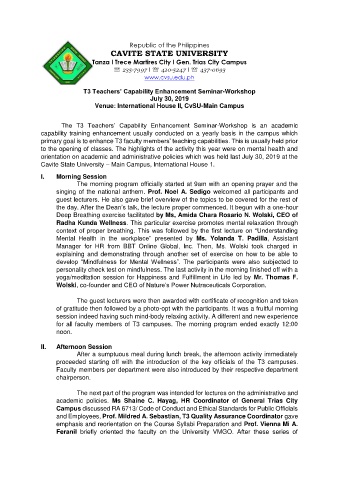 Republic of the Philippines
CAVITE STATE UNIVERSITY
Tanza I Trece Martires City I Gen. Trias City Campus
☏ 235-7997 I ☏ 420-5247 I ☏ 437-0693
www.cvsu.edu.ph
T3 Teachers' Capability Enhancement Seminar-Workshop
July 30, 2019
Venue: International House II, CvSU-Main Campus
The T3 Teachers' Capability Enhancement Seminar-Workshop is an academic
capability training enhancement usually conducted on a yearly basis in the campus which
primary goal is to enhance T3 faculty members' teaching capabilities. This is usually held prior
to the opening of classes. The highlights of the activity this year were on mental health and
orientation on academic and administrative policies which was held last July 30, 2019 at the
Cavite State University – Main Campus, International House 1.
I. Morning Session
The morning program officially started at 9am with an opening prayer and the
singing of the national anthem. Prof. Noel A. Sedigo welcomed all participants and
guest lecturers. He also gave brief overview of the topics to be covered for the rest of
the day. After the Dean's talk, the lecture proper commenced. It begun with a one-hour
Deep Breathing exercise facilitated by Ms, Amida Chara Rosario N. Wolski, CEO of
Radha Kunda Wellness. This particular exercise promotes mental relaxation through
context of proper breathing. This was followed by the first lecture on "Understanding
Mental Health in the workplace" presented by Ms. Yolanda T. Padilla, Assistant
Manager for HR from BBT Online Global, Inc. Then, Ms. Wolski took charged in
explaining and demonstrating through another set of exercise on how to be able to
develop "Mindfulness for Mental Wellness". The participants were also subjected to
personality check test on mindfulness. The last activity in the morning finished off with a
yoga/meditation session for Happiness and Fulfillment in Life led by Mr. Thomas F.
Wolski, co-founder and CEO of Nature's Power Nutraceuticals Corporation.
The guest lecturers were then awarded with certificate of recognition and token
of gratitude then followed by a photo-opt with the participants. It was a fruitful morning
session indeed having such mind-body relaxing activity. A different and new experience
for all faculty members of T3 campuses. The morning program ended exactly 12:00
noon.
II. Afternoon Session
After a sumptuous meal during lunch break, the afternoon activity immediately
proceeded starting off with the introduction of the key officials of the T3 campuses.
Faculty members per department were also introduced by their respective department
chairperson.
The next part of the program was intended for lectures on the administrative and
academic policies. Ms Shaine C. Hayag, HR Coordinator of General Trias City
Campus discussed RA 6713/ Code of Conduct and Ethical Standards for Public Officials
and Employees, Prof. Mildred A. Sebastian, T3 Quality Assurance Coordinator gave
emphasis and reorientation on the Course Syllabi Preparation and Prof. Vienna Mi A.
Feranil briefly oriented the faculty on the University VMGO. After these series of